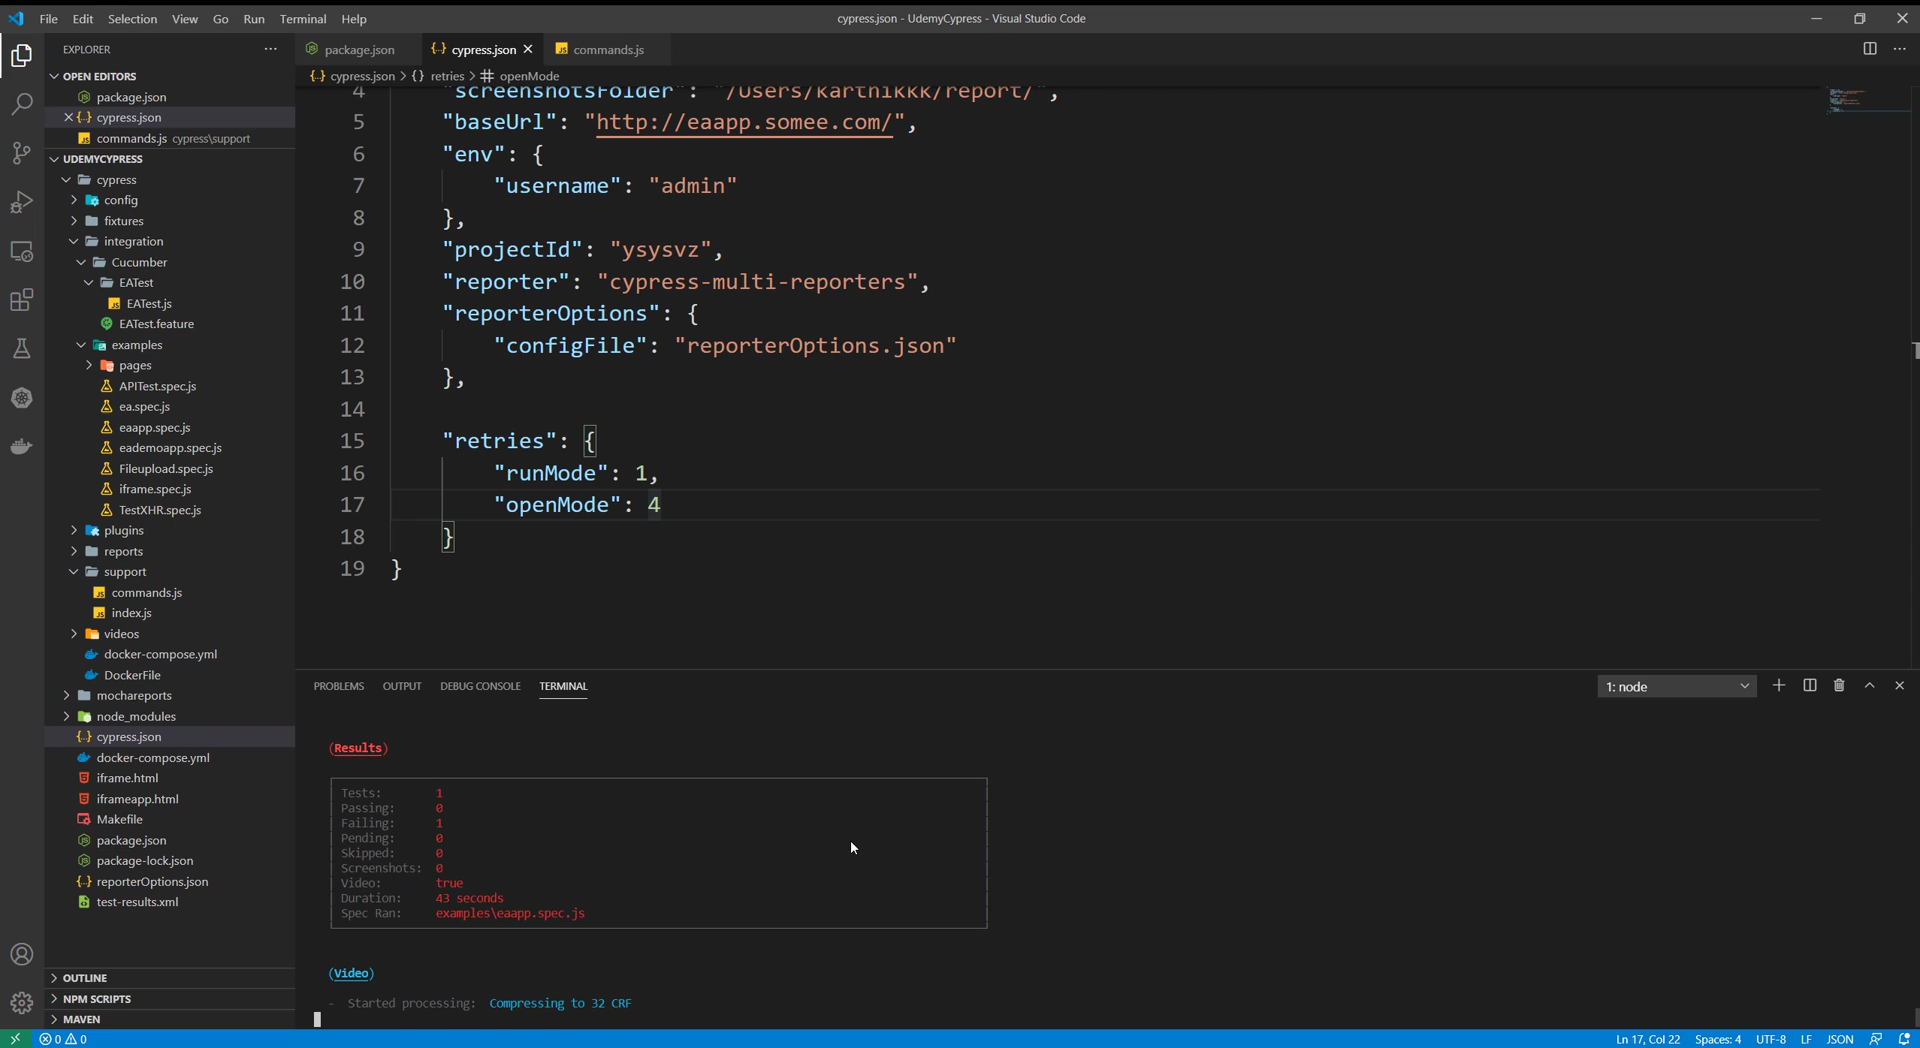 File Edit Selection View Go Run Terminal Help
cypress.json - UdemyCypress - Visual Studio Code
EXPLORER
OPEN EDITORS
package.json
cypress.json
commands.js cypress\support
UDEMYCYPRESS
cypress
config
fixtures
integration
Cucumber
EATest
EATest.js
EATest.feature
examples
pages
APITest.spec.js
ea.spec.js
eaapp.spec.js
eademoapp.spec.js
Fileupload.spec.js
iframe.spec.js
TestXHR.spec.js
plugins
reports
support
commands.js
index.js
videos
docker-compose.yml
DockerFile
mochareports
node_modules
cypress.json
docker-compose.yml
iframe.html
iframeapp.html
Makefile
package.json
package-lock.json
reporterOptions.json
test-results.xml
OUTLINE
NPM SCRIPTS
MAVEN
package.json cypress.json commands.js
cypress.json > {} retries > # openMode
4 "screenshotsFolder": "/Users/karthikkk/report/",
5 "baseUrl": "http://eaapp.somee.com/",
6 "env": {
7 "username": "admin"
8 },
9 "projectId": "ysysvz",
10 "reporter": "cypress-multi-reporters",
11 "reporterOptions": {
12 "configFile": "reporterOptions.json"
13 },
14
15 "retries": {
16 "runMode": 1,
17 "openMode": 4
18 }
19 }
PROBLEMS OUTPUT DEBUG CONSOLE TERMINAL
1: node
(Results)
Tests: 1
Passing: 0
Failing: 1
Pending: 0
Skipped: 0
Screenshots: 0
Video: true
Duration: 43 seconds
Spec Ran: examples\eaapp.spec.js
(Video)
- Started processing: Compressing to 32 CRF
0 0
Ln 17, Col 22 Spaces: 4 UTF-8 LF JSON